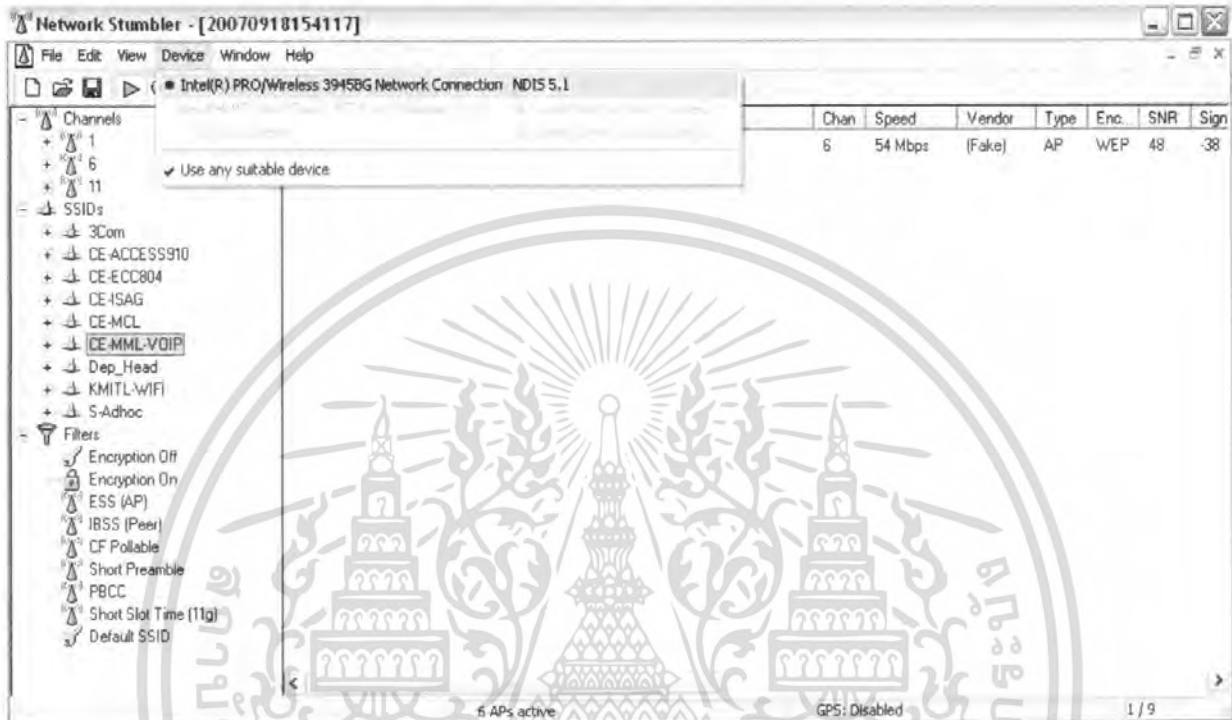 Network Stumbler - [20070918154117]
File Edit View Device Window Help
Intel(R) PRO/Wireless 3945BG Network Connection NDIS 5.1
Use any suitable device
Chan Speed Vendor Type Enc. SNR Sign
6 54 Mbps (Fake) AP WEP 48 -38
Channels
1
6
11
SSIDs
3Com
CE-ACCESS910
CE-ECC804
CE-ISAG
CE-MCL
CE-MML-VOIP
Dep_Head
KMITL-WIFI
S-Adhoc
Filters
Encryption Off
Encryption On
ESS (AP)
IBSS (Peer)
CF Pollable
Short Preamble
PBCC
Short Slot Time (11g)
Default SSID
6 APs active GPS: Disabled 1 / 9